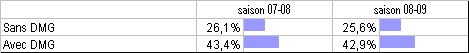 saison 07-08 saison 08-09
Sans DMG 26,1% 25,6%
Avec DMG 43,4% 42,9%